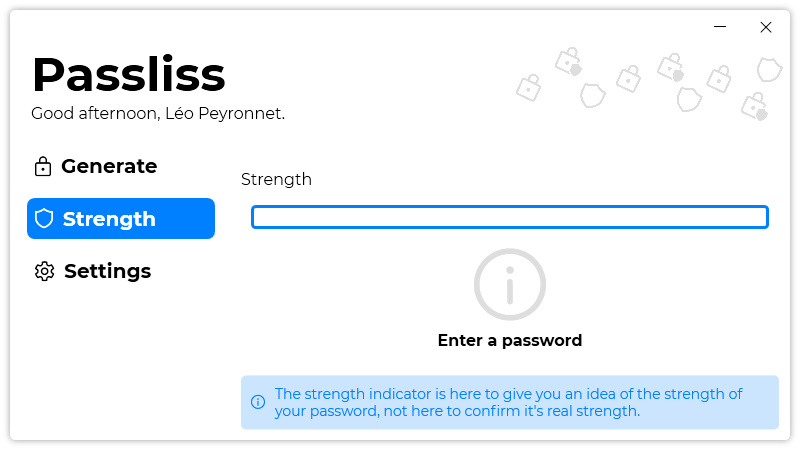 Passliss
Good afternoon, Léo Peyronnet.
Generate
Strength
Settings
Strength
Enter a password
The strength indicator is here to give you an idea of the strength of
your password, not here to confirm it's real strength.